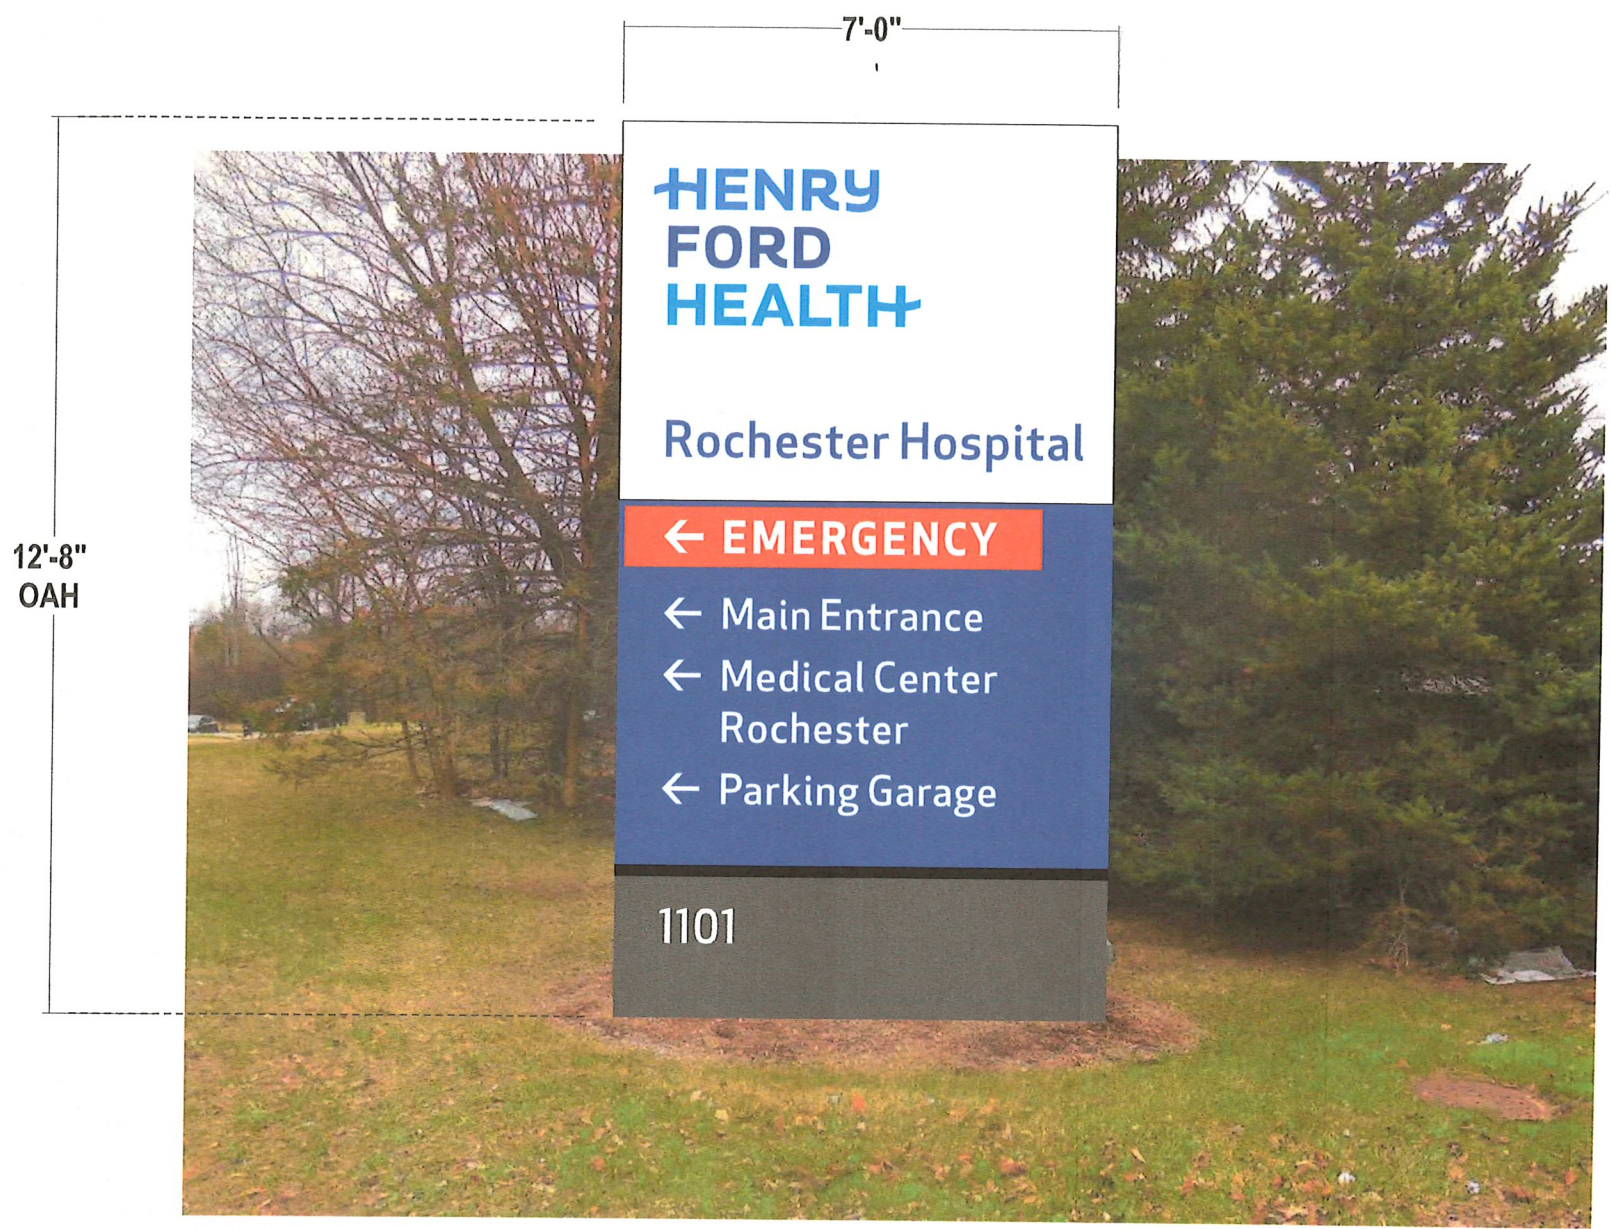 7'-0"
HENRY
FORD
HEALTH
Rochester Hospital
← EMERGENCY
12'-8"
OAH
← Main Entrance
← Medical Center
Rochester
← Parking Garage
1101